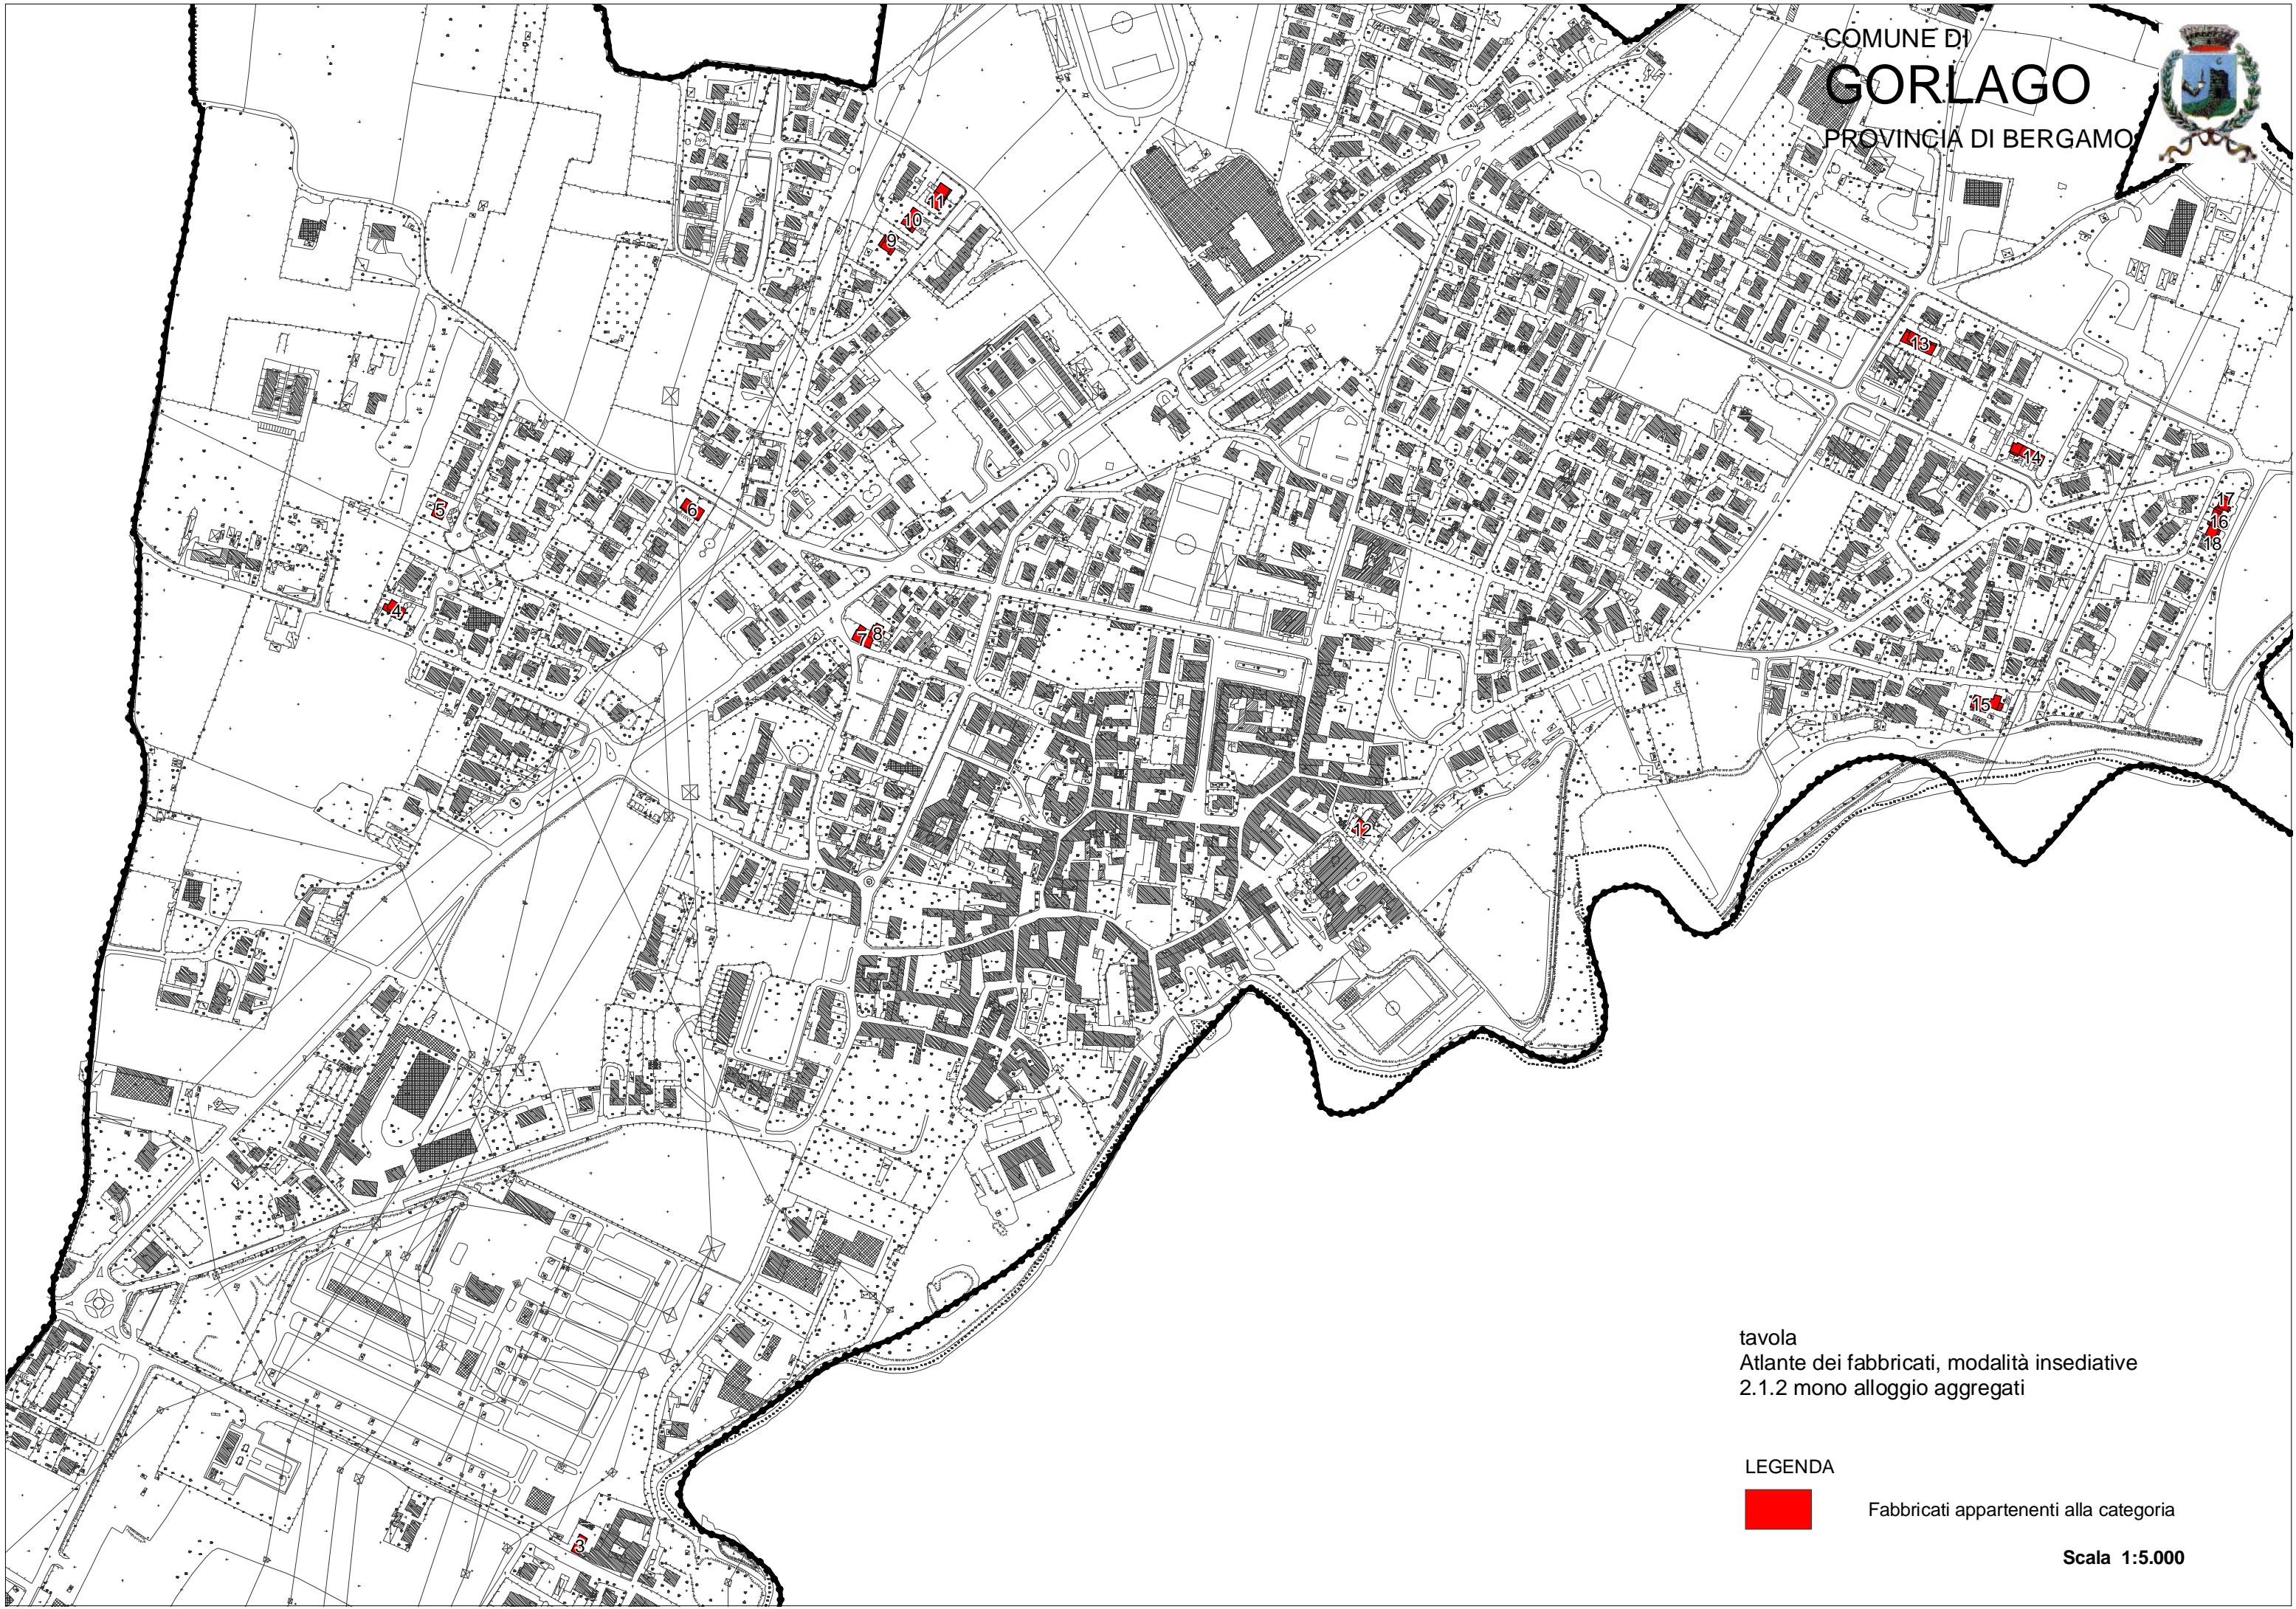 COMUNE DI
GORLAGO
PROVINCIA DI BERGAMO
11
10
9
13
14
5
6
1
16
18
4
7 8
15
12
3
tavola
Atlante dei fabbricati, modalità insediative
2.1.2 mono alloggio aggregati
LEGENDA
Fabbricati appartenenti alla categoria
Scala 1:5.000